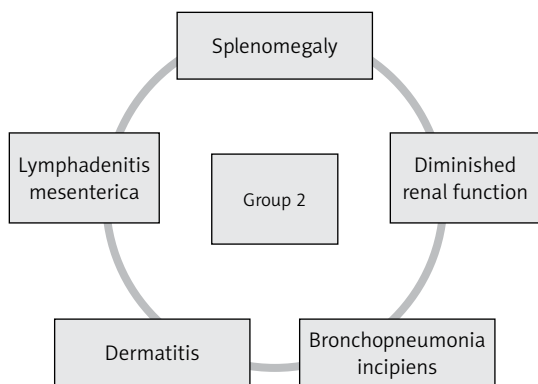 Splenomegaly
Lymphadenitis
mesenterica
Diminished
renal function
Group 2
Dermatitis
Bronchopneumonia
incipiens